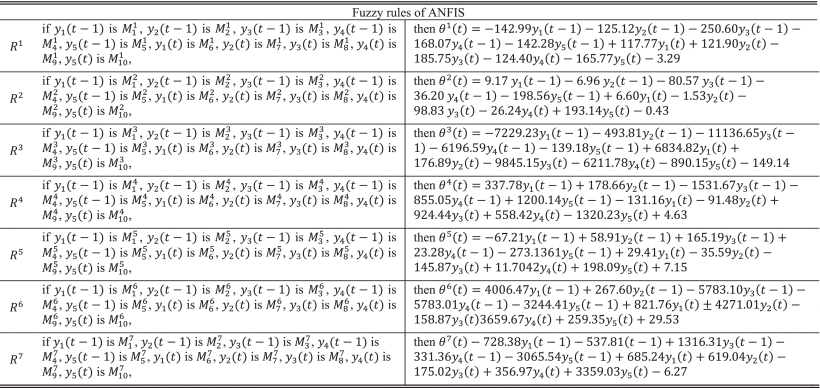 Fuzzy rules of ANFIS
R¹ if y₁(t − 1) is M₁¹, y₂(t − 1) is M₂¹, y₃(t − 1) is M₃¹, y₄(t − 1) is then θ¹(t) = −142.99y₁(t − 1) − 125.12y₂(t − 1) − 250.60y₃(t − 1) −
M₄¹, y₅(t − 1) is M₅¹, y₁(t) is M₆¹, y₂(t) is M₇¹, y₃(t) is M₈¹, y₄(t) is 168.07y₄(t − 1) − 142.28y₅(t − 1) + 117.77y₁(t) + 121.90y₂(t) −
M₉¹, y₅(t) is M₁₀¹, 185.75y₃(t) − 124.40y₄(t) − 165.77y₅(t) − 3.29
R² if y₁(t − 1) is M₁², y₂(t − 1) is M₂², y₃(t − 1) is M₃², y₄(t − 1) is then θ²(t) = 9.17 y₁(t − 1) − 6.96 y₂(t − 1) − 80.57 y₃(t − 1) −
M₄², y₅(t − 1) is M₅², y₁(t) is M₆², y₂(t) is M₇², y₃(t) is M₈², y₄(t) is 36.20 y₄(t − 1) − 198.56y₅(t − 1) + 6.60y₁(t) − 1.53y₂(t) −
M₉², y₅(t) is M₁₀², 98.83 y₃(t) − 26.24y₄(t) + 193.14y₅(t) − 0.43
R³ if y₁(t − 1) is M₁³, y₂(t − 1) is M₂³, y₃(t − 1) is M₃³, y₄(t − 1) is then θ³(t) = −7229.23y₁(t − 1) − 493.81y₂(t − 1) − 11136.65y₃(t −
M₄³, y₅(t − 1) is M₅³, y₁(t) is M₆³, y₂(t) is M₇³, y₃(t) is M₈³, y₄(t) is 1) − 6196.59y₄(t − 1) − 139.18y₅(t − 1) + 6834.82y₁(t) +
M₉³, y₅(t) is M₁₀³, 176.89y₂(t) − 9845.15y₃(t) − 6211.78y₄(t) − 890.15y₅(t) − 149.14
R⁴ if y₁(t − 1) is M₁⁴, y₂(t − 1) is M₂⁴, y₃(t − 1) is M₃⁴, y₄(t − 1) is then θ⁴(t) = 337.78y₁(t − 1) + 178.66y₂(t − 1) − 1531.67y₃(t − 1) −
M₄⁴, y₅(t − 1) is M₅⁴, y₁(t) is M₆⁴, y₂(t) is M₇⁴, y₃(t) is M₈⁴, y₄(t) is 855.05y₄(t − 1) + 1200.14y₅(t − 1) − 131.16y₁(t) − 91.48y₂(t) +
M₉⁴, y₅(t) is M₁₀⁴, 924.44y₃(t) + 558.42y₄(t) − 1320.23y₅(t) + 4.63
R⁵ if y₁(t − 1) is M₁⁵, y₂(t − 1) is M₂⁵, y₃(t − 1) is M₃⁵, y₄(t − 1) is then θ⁵(t) = −67.21y₁(t − 1) + 58.91y₂(t − 1) + 165.19y₃(t − 1) +
M₄⁵, y₅(t − 1) is M₅⁵, y₁(t) is M₆⁵, y₂(t) is M₇⁵, y₃(t) is M₈⁵, y₄(t) is 23.28y₄(t − 1) − 273.1361y₅(t − 1) + 29.41y₁(t) − 35.59y₂(t) −
M₉⁵, y₅(t) is M₁₀⁵, 145.87y₃(t) + 11.7042y₄(t) + 198.09y₅(t) + 7.15
R⁶ if y₁(t − 1) is M₁⁶, y₂(t − 1) is M₂⁶, y₃(t − 1) is M₃⁶, y₄(t − 1) is then θ⁶(t) = 4006.47y₁(t − 1) + 267.60y₂(t − 1) − 5783.10y₃(t − 1) −
M₄⁶, y₅(t − 1) is M₅⁶, y₁(t) is M₆⁶, y₂(t) is M₇⁶, y₃(t) is M₈⁶, y₄(t) is 5783.01y₄(t − 1) − 3244.41y₅(t − 1) + 821.76y₁(t) ± 4271.01y₂(t) −
M₉⁶, y₅(t) is M₁₀⁶, 158.87y₃(t)3659.67y₄(t) + 259.35y₅(t) + 29.53
R⁷ if y₁(t − 1) is M₁⁷, y₂(t − 1) is M₂⁷, y₃(t − 1) is M₃⁷, y₄(t − 1) is then θ⁷(t) − 728.38y₁(t − 1) − 537.81(t − 1) + 1316.31y₃(t − 1) −
M₄⁷, y₅(t − 1) is M₅⁷, y₁(t) is M₆⁷, y₂(t) is M₇⁷, y₃(t) is M₈⁷, y₄(t) is 331.36y₄(t − 1) − 3065.54y₅(t − 1) + 685.24y₁(t) + 619.04y₂(t) −
M₉⁷, y₅(t) is M₁₀⁷, 175.02y₃(t) + 356.97y₄(t) + 3359.03y₅(t) − 6.27